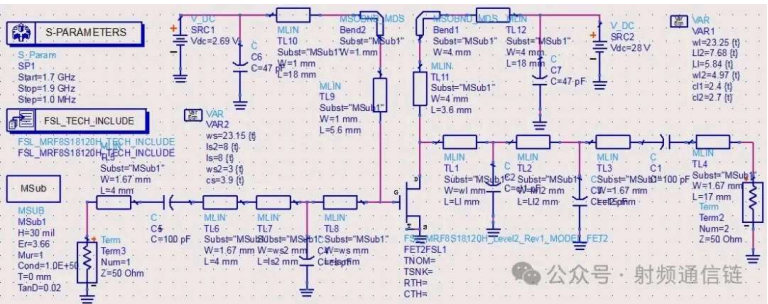 S-PARAMETERS
S_Param
SP1
Start=1.7 GHz
Stop=1.9 GHz
Step=1.0 MHz
FSL_TECH_INCLUDE
FSL_MRF8S18120H_TECH_INCLUDE
FSL_MRF8S18120H_TECH_INCLUDE
MSub
MSUB
MSub1
H=30 mil
Er=3.66
Mur=1
Cond=1.0E+50
T=0 mm
TanD=0.02
Subst="MSub1"
W=1.67 mm
L=4 mm
Term
Term3
Num=1
Z=50 Ohm
C
C=100 pF
V_DC
SRC1
Vdc=2.69 V
C
C6
C=47 pF
MLIN
TL10
Subst="MSub1"
W=1 mm
L=18 mm
Bend2
Subst="MSub1"
W=1 mm
MLIN
TL9
Subst="MSub1"
W=1 mm
L=5.6 mm
VAR
VAR2
ws=23.15 {t}
ls2=8 {t}
ls=8 {t}
ws2=3 {t}
cs=3.9 {t}
MLIN
TL6
W=1.67 mm
L=4 mm
MLIN
TL7
W=ws2 mm
L=ls2 mm
MLIN
TL8
Subst="MSub1"
G
FET2FSL1
TNOM=
TSNK=
RTH=
CTH=
Bend1
Subst="MSub1"
W=4 mm
MLIN
TL12
Subst="MSub1"
W=4 mm
L=18 mm
MLIN
TL11
Subst="MSub1"
W=4 mm
L=3.6 mm
C
C7
C=47 pF
V_DC
SRC2
Vdc=28 V
VAR
VAR1
wl=23.25 {t}
Ll2=7.68 {t}
Ll=5.84 {t}
wl2=4.97 {t}
cl1=2.4 {t}
cl2=2.7 {t}
MLIN
TL1
Subst="MSub1"
W=wl mm
L=Ll mm
C
C2
MLIN
TL2
MLIN
TL3
W=1.67 mm
C
C1
C=100 pF
MLIN
TL4
Subst="MSub1"
W=1.67 mm
L=17 mm
Term
Term2
Num=2
Z=50 Ohm
公众号 · 射频通信链